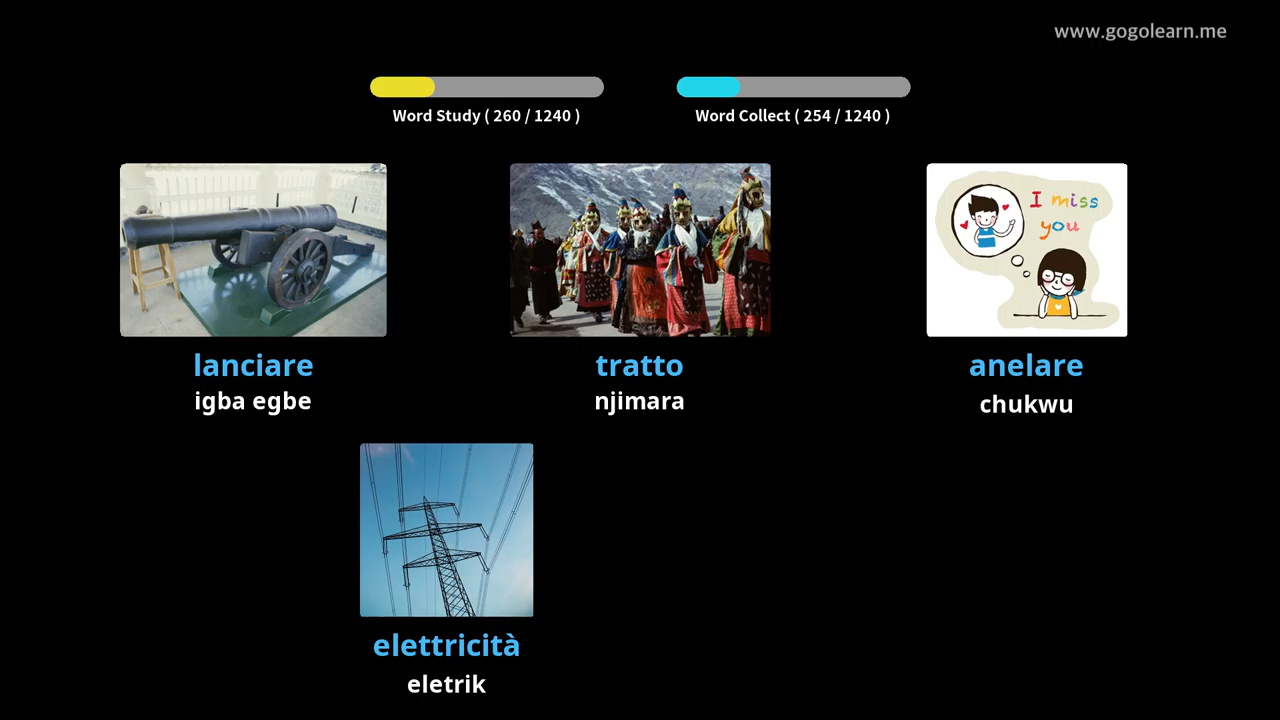 www.gogolearn.me
Word Study ( 260 / 1240 )
Word Collect ( 254 / 1240 )
I miss
you
lanciare
igba egbe
tratto
njimara
anelare
chukwu
elettricità
eletrik